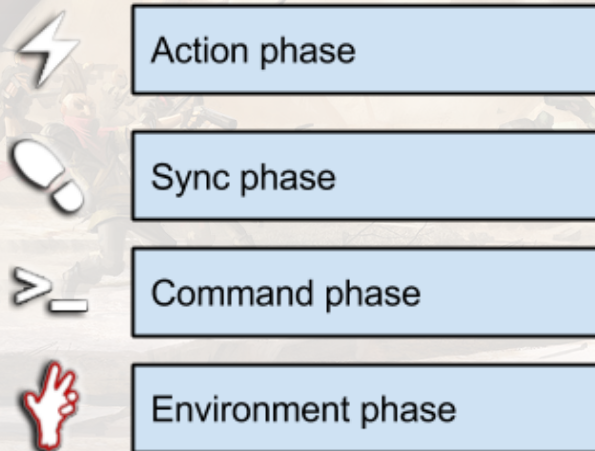 Action phase
Sync phase
Command phase
Environment phase